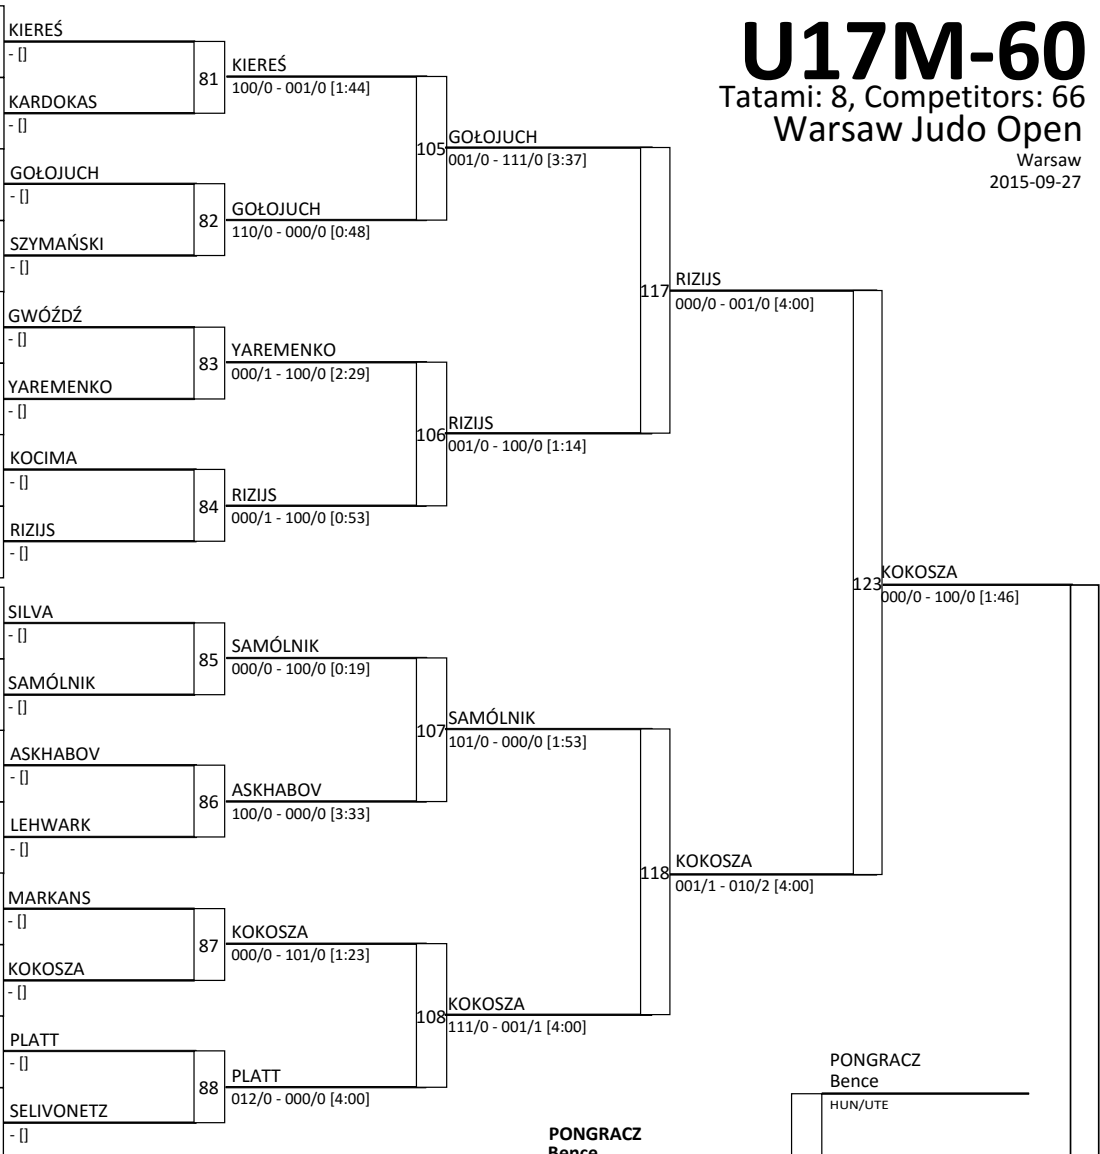 U17M-60
Tatami: 8, Competitors: 66
Warsaw Judo Open
Warsaw
2015-09-27
KIEREŚ
- []
81
KIEREŚ
100/0 - 001/0 [1:44]
KARDOKAS
- []
105
GOŁOJUCH
001/0 - 111/0 [3:37]
GOŁOJUCH
- []
82
GOŁOJUCH
110/0 - 000/0 [0:48]
SZYMAŃSKI
- []
117
RIZIJS
000/0 - 001/0 [4:00]
GWÓŹDŹ
- []
83
YAREMENKO
000/1 - 100/0 [2:29]
YAREMENKO
- []
106
RIZIJS
001/0 - 100/0 [1:14]
KOCIMA
- []
84
RIZIJS
000/1 - 100/0 [0:53]
RIZIJS
- []
123
KOKOSZA
000/0 - 100/0 [1:46]
SILVA
- []
85
SAMÓLNIK
000/0 - 100/0 [0:19]
SAMÓLNIK
- []
107
SAMÓLNIK
101/0 - 000/0 [1:53]
ASKHABOV
- []
86
ASKHABOV
100/0 - 000/0 [3:33]
LEHWARK
- []
118
KOKOSZA
001/1 - 010/2 [4:00]
MARKANS
- []
87
KOKOSZA
000/0 - 101/0 [1:23]
KOKOSZA
- []
108
KOKOSZA
111/0 - 001/1 [4:00]
PLATT
- []
88
PLATT
012/0 - 000/0 [4:00]
SELIVONETZ
- []
PONGRACZ
Bence
HUN/UTE
PONGRACZ
Bence